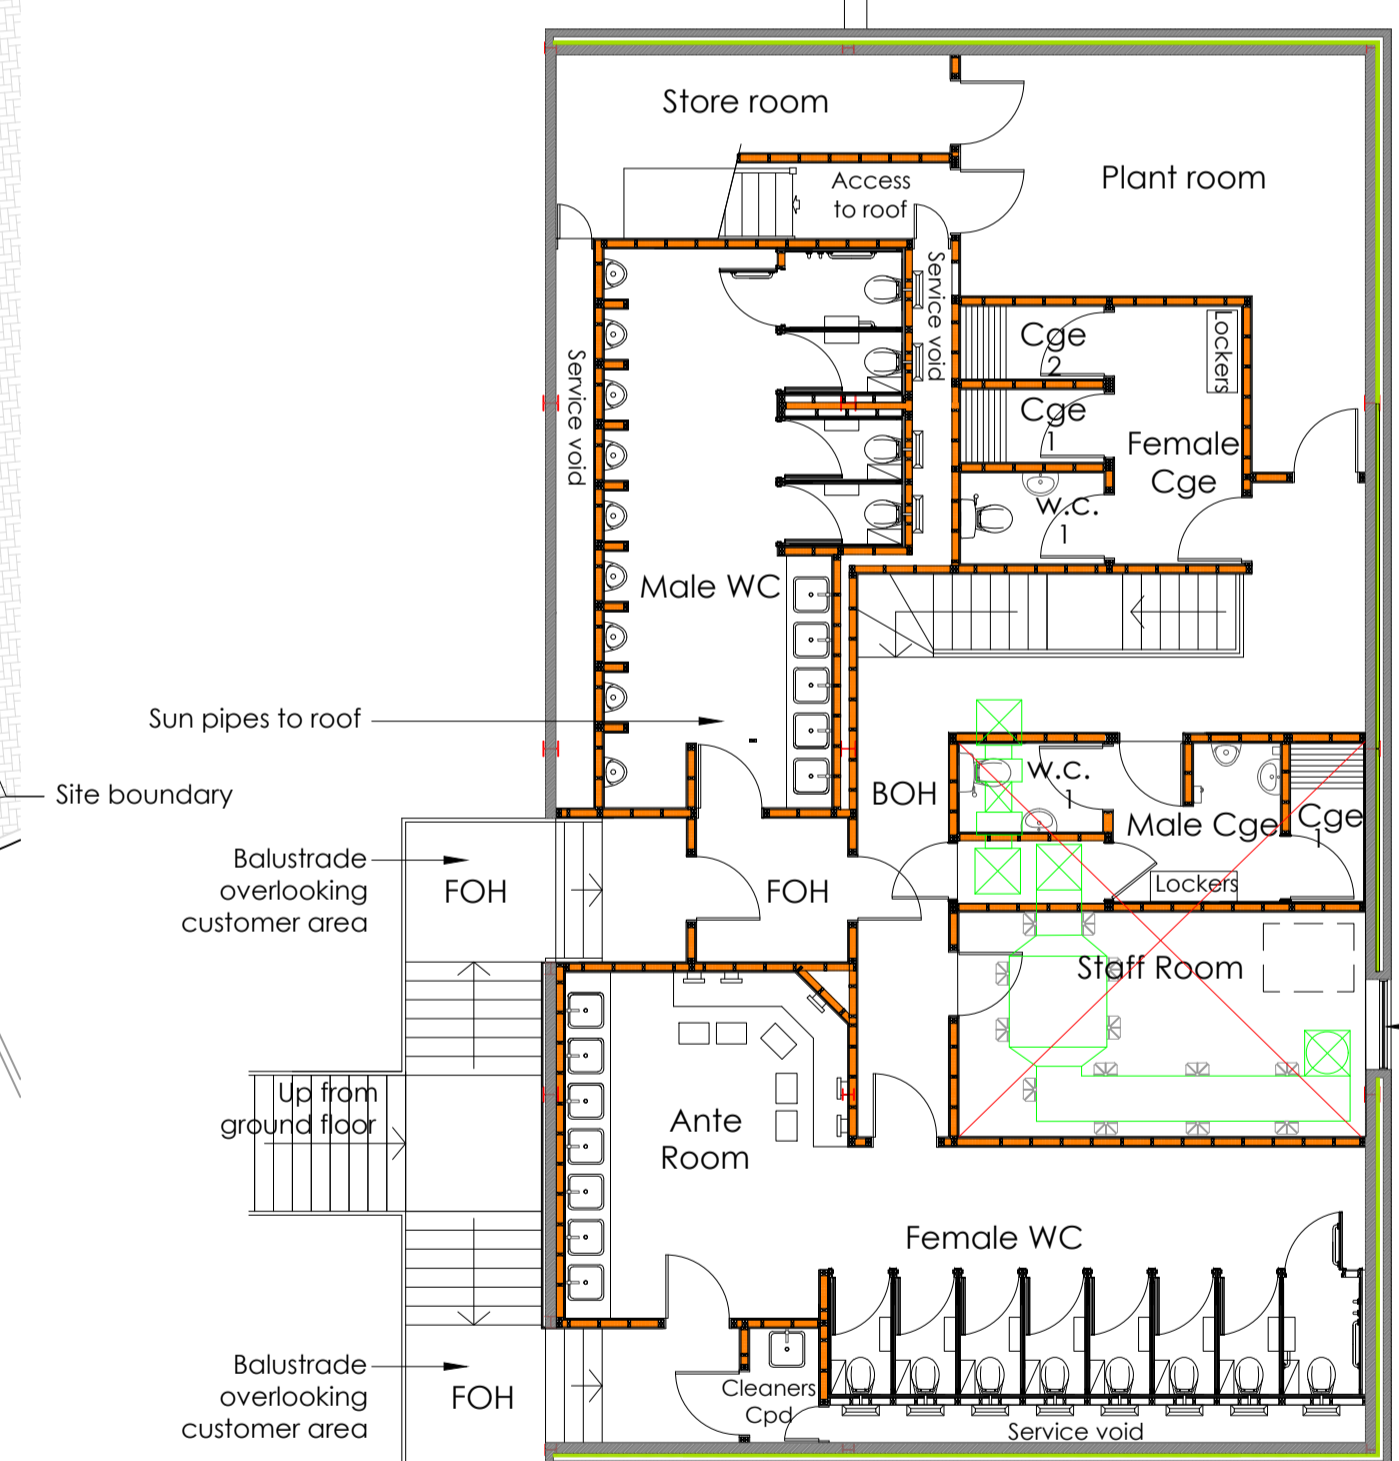 Store room
Access
to roof
Plant room
Service void
Service void
Cge
2
Lockers
Cge
1
Female
Cge
w.c.
1
Male WC
Sun pipes to roof
Site boundary
BOH
w.c.
1
Male Cge
Cge
1
Lockers
Balustrade
overlooking
customer area
FOH
FOH
Staff Room
Up from
ground floor
Ante
Room
Female WC
Balustrade
overlooking
customer area
FOH
Cleaners
Cpd
Service void